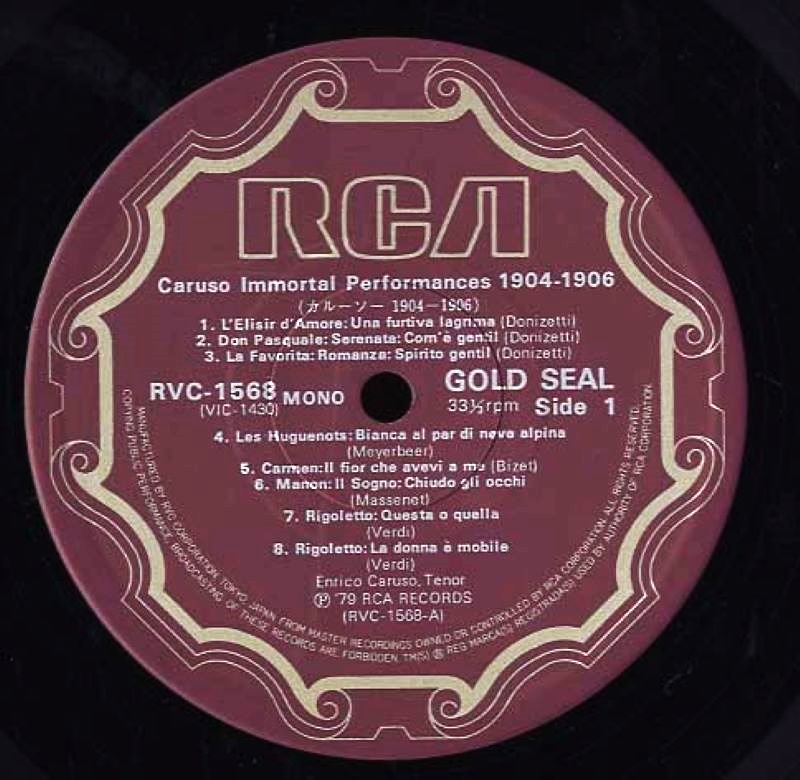 RCA
Caruso Immortal Performances 1904-1906
(カルーソー 1904-1906)
1. L'Elisir d'Amore: Una furtiva lagrima (Donizetti)
2. Don Pasquale: Serenata: Com'è gentil (Donizetti)
3. La Favorita: Romanza: Spirito gentil (Donizetti)
RVC-1568 MONO
(VIC-1430)
GOLD SEAL
33⅓rpm Side 1
4. Les Huguenots: Bianca al par di neve alpina
(Meyerbeer)
5. Carmen: Il fior che avevi a me (Bizet)
6. Manon: Il Sogno: Chiudo gli occhi
(Massenet)
7. Rigoletto: Questa o quella
(Verdi)
8. Rigoletto: La donna è mobile
(Verdi)
Enrico Caruso, Tenor
Ⓟ '79 RCA RECORDS
(RVC-1568-A)
MANUFACTURED BY RVC CORPORATION, TOKYO, JAPAN, FROM MASTER RECORDINGS OWNED OR CONTROLLED BY RCA CORPORATION. ALL RIGHTS RESERVED.
COPYING PUBLIC PERFORMANCE, BROADCASTING OF THESE RECORDS ARE FORBIDDEN. TM(S) ® REG. MARCA(S) REGISTRADA(S) USED BY AUTHORITY OF RCA CORPORATION.